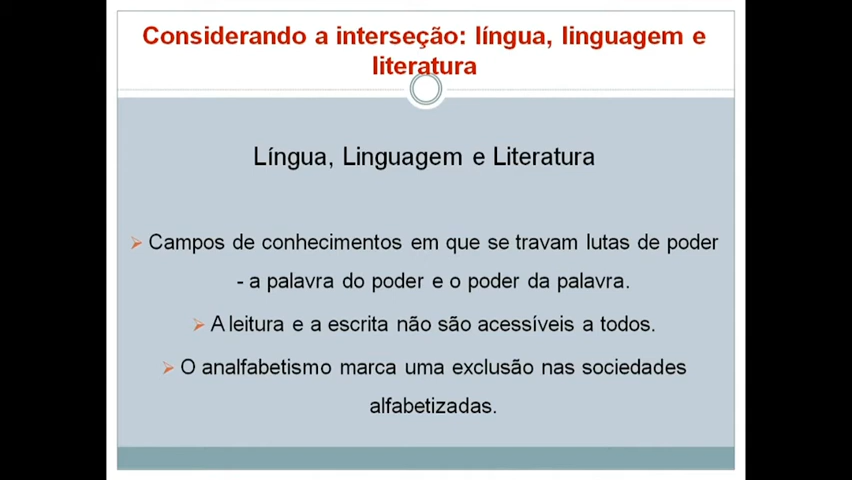 Considerando a interseção: língua, linguagem e
literatura
Língua, Linguagem e Literatura
Campos de conhecimentos em que se travam lutas de poder
- a palavra do poder e o poder da palavra.
A leitura e a escrita não são acessíveis a todos.
O analfabetismo marca uma exclusão nas sociedades
alfabetizadas.